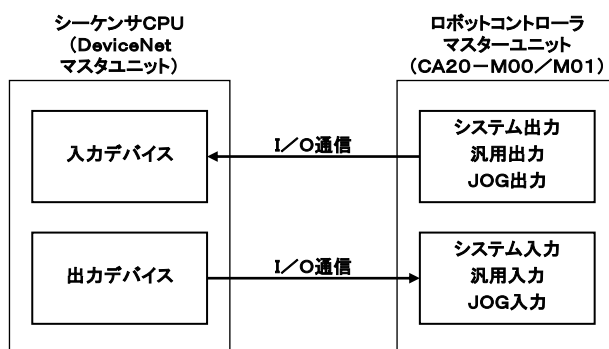 シーケンサCPU
(DeviceNet
マスタユニット)
ロボットコントローラ
マスターユニット
(CA20－M00／M01)
入力デバイス
I／O通信
システム出力
汎用出力
JOG出力
出力デバイス
I／O通信
システム入力
汎用入力
JOG入力